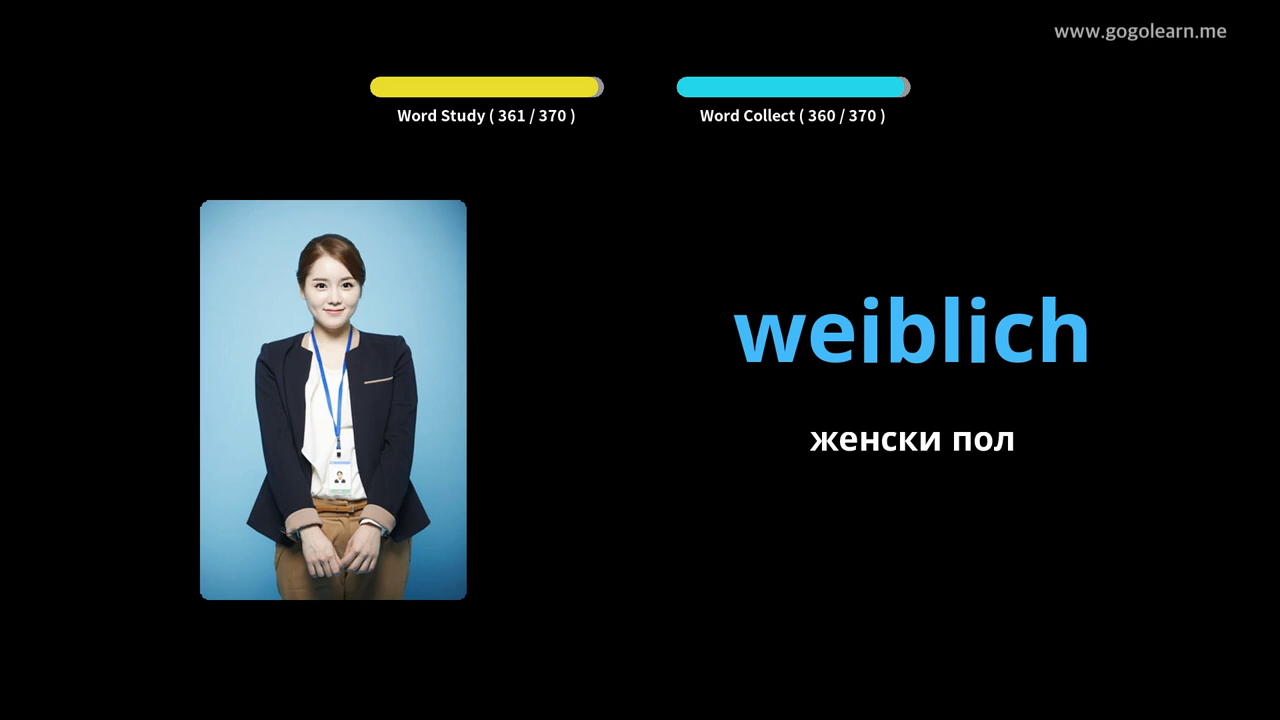 www.gogolearn.me
Word Study ( 361 / 370 )
Word Collect ( 360 / 370 )
weiblich
женски пол